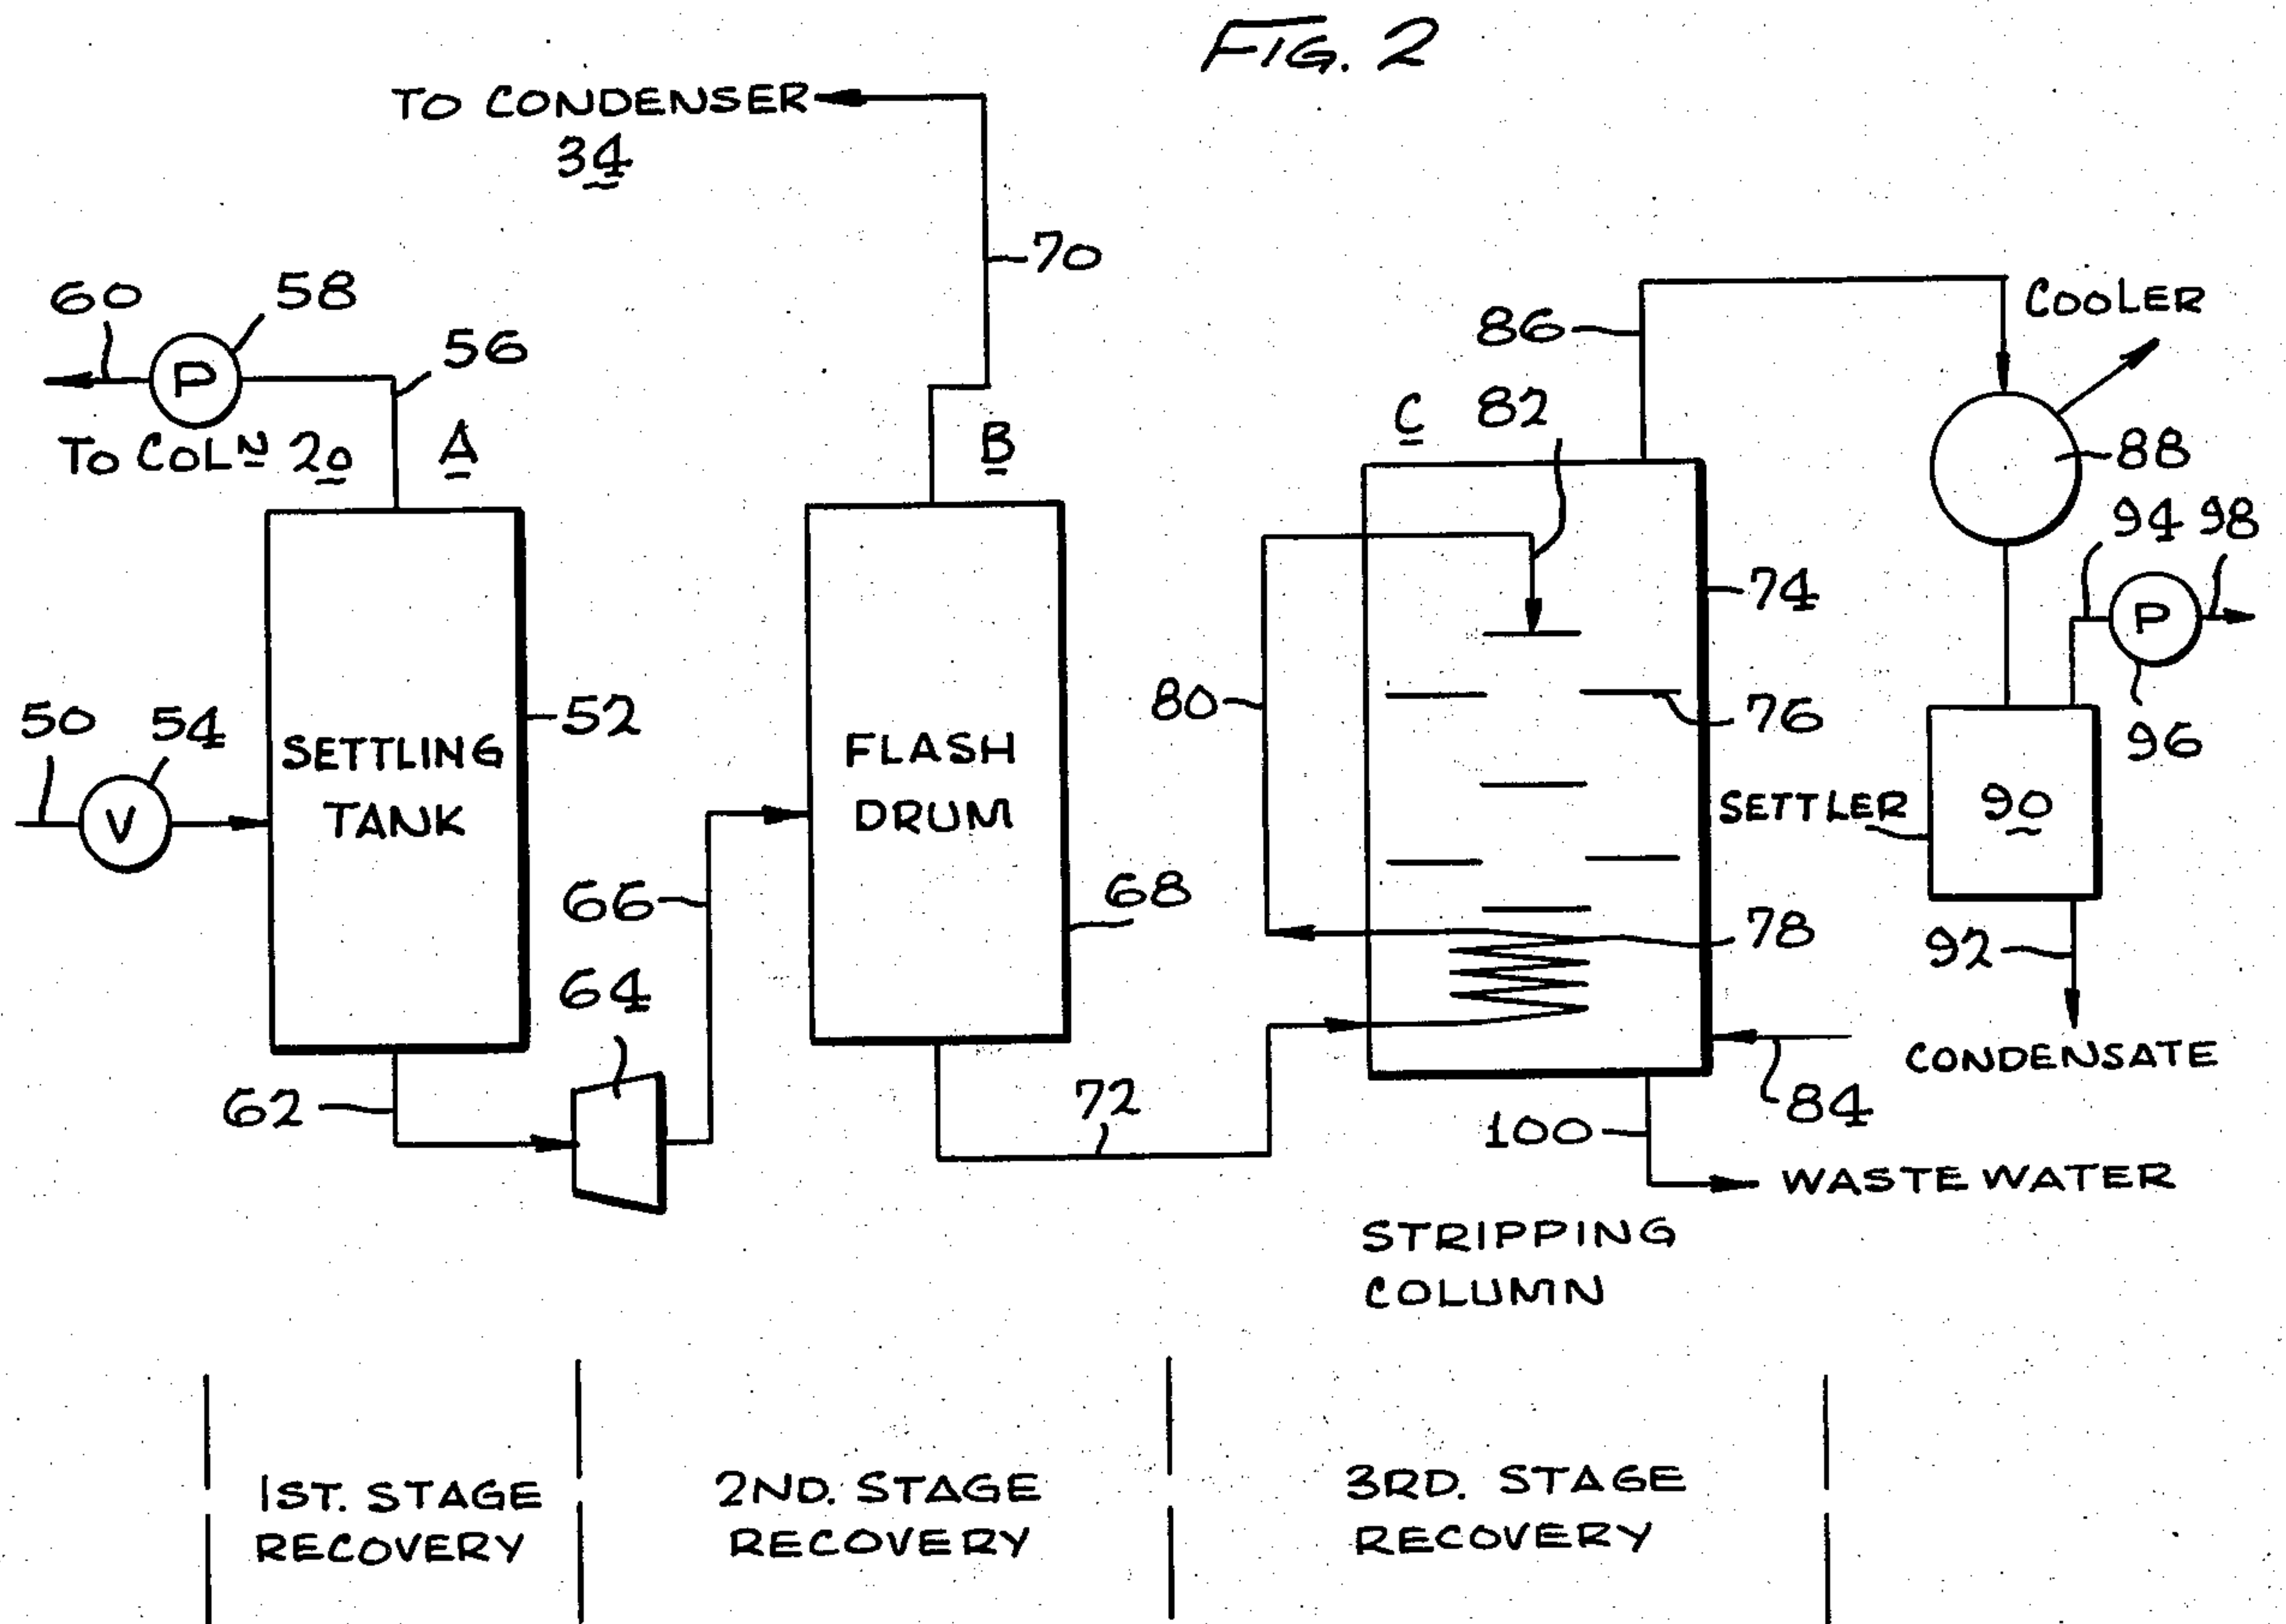 FIG. 2
TO CONDENSER
34
70
60
58
56
TO COLN 20
A
B
C
82
86
COOLER
88
94
98
P
P
96
74
80
76
50
54
V
SETTLING
TANK
52
FLASH
DRUM
66
68
64
62
72
SETTLER
90
78
92
84
CONDENSATE
100
WASTE WATER
STRIPPING
COLUMN
1ST. STAGE
RECOVERY
2ND. STAGE
RECOVERY
3RD. STAGE
RECOVERY